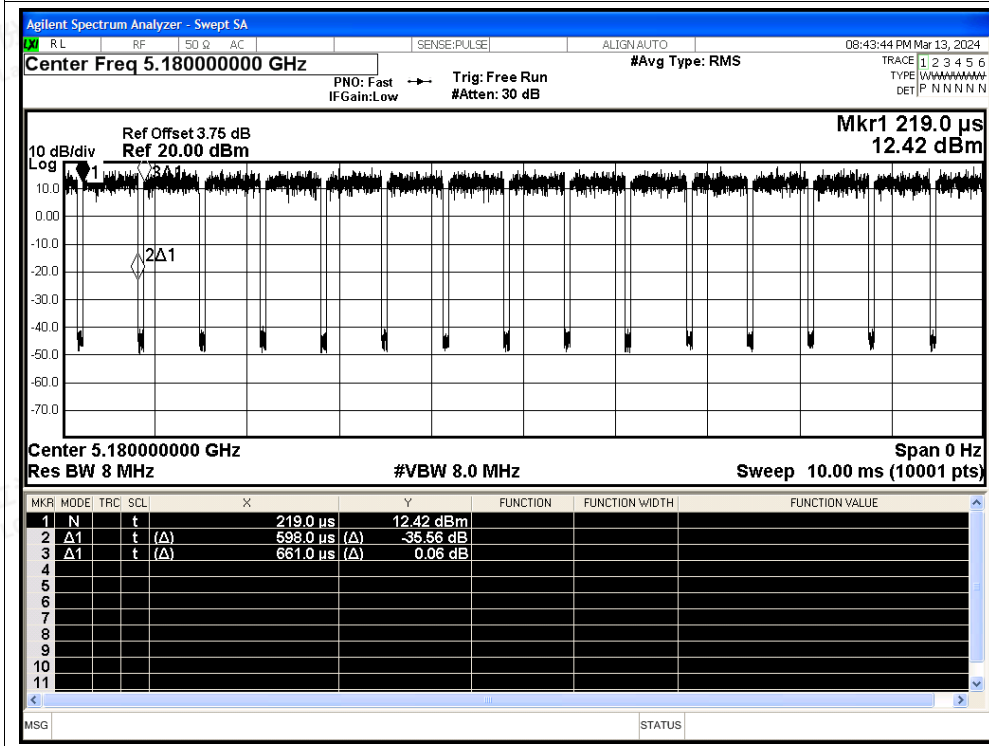 Agilent Spectrum Analyzer - Swept SA
LXI RL RF 50 Ω AC SENSE:PULSE ALIGN AUTO 08:43:44 PM Mar 13, 2024
Center Freq 5.180000000 GHz #Avg Type: RMS TRACE 1 2 3 4 5 6
PNO: Fast Trig: Free Run TYPE
IFGain:Low #Atten: 30 dB DET P N N N N N
Mkr1 219.0 µs
Ref Offset 3.75 dB
10 dB/div Ref 20.00 dBm 12.42 dBm
Log
1 3Δ1
10.0
0.00
-10.0
2Δ1
-20.0
-30.0
-40.0
-50.0
-60.0
-70.0
Center 5.180000000 GHz Span 0 Hz
Res BW 8 MHz #VBW 8.0 MHz Sweep 10.00 ms (10001 pts)
MKR MODE TRC SCL X Y FUNCTION FUNCTION WIDTH FUNCTION VALUE
1 N t 219.0 µs 12.42 dBm
2 Δ1 t (Δ) 598.0 µs (Δ) -35.56 dB
3 Δ1 t (Δ) 661.0 µs (Δ) 0.06 dB
4
5
6
7
8
9
10
11
MSG STATUS